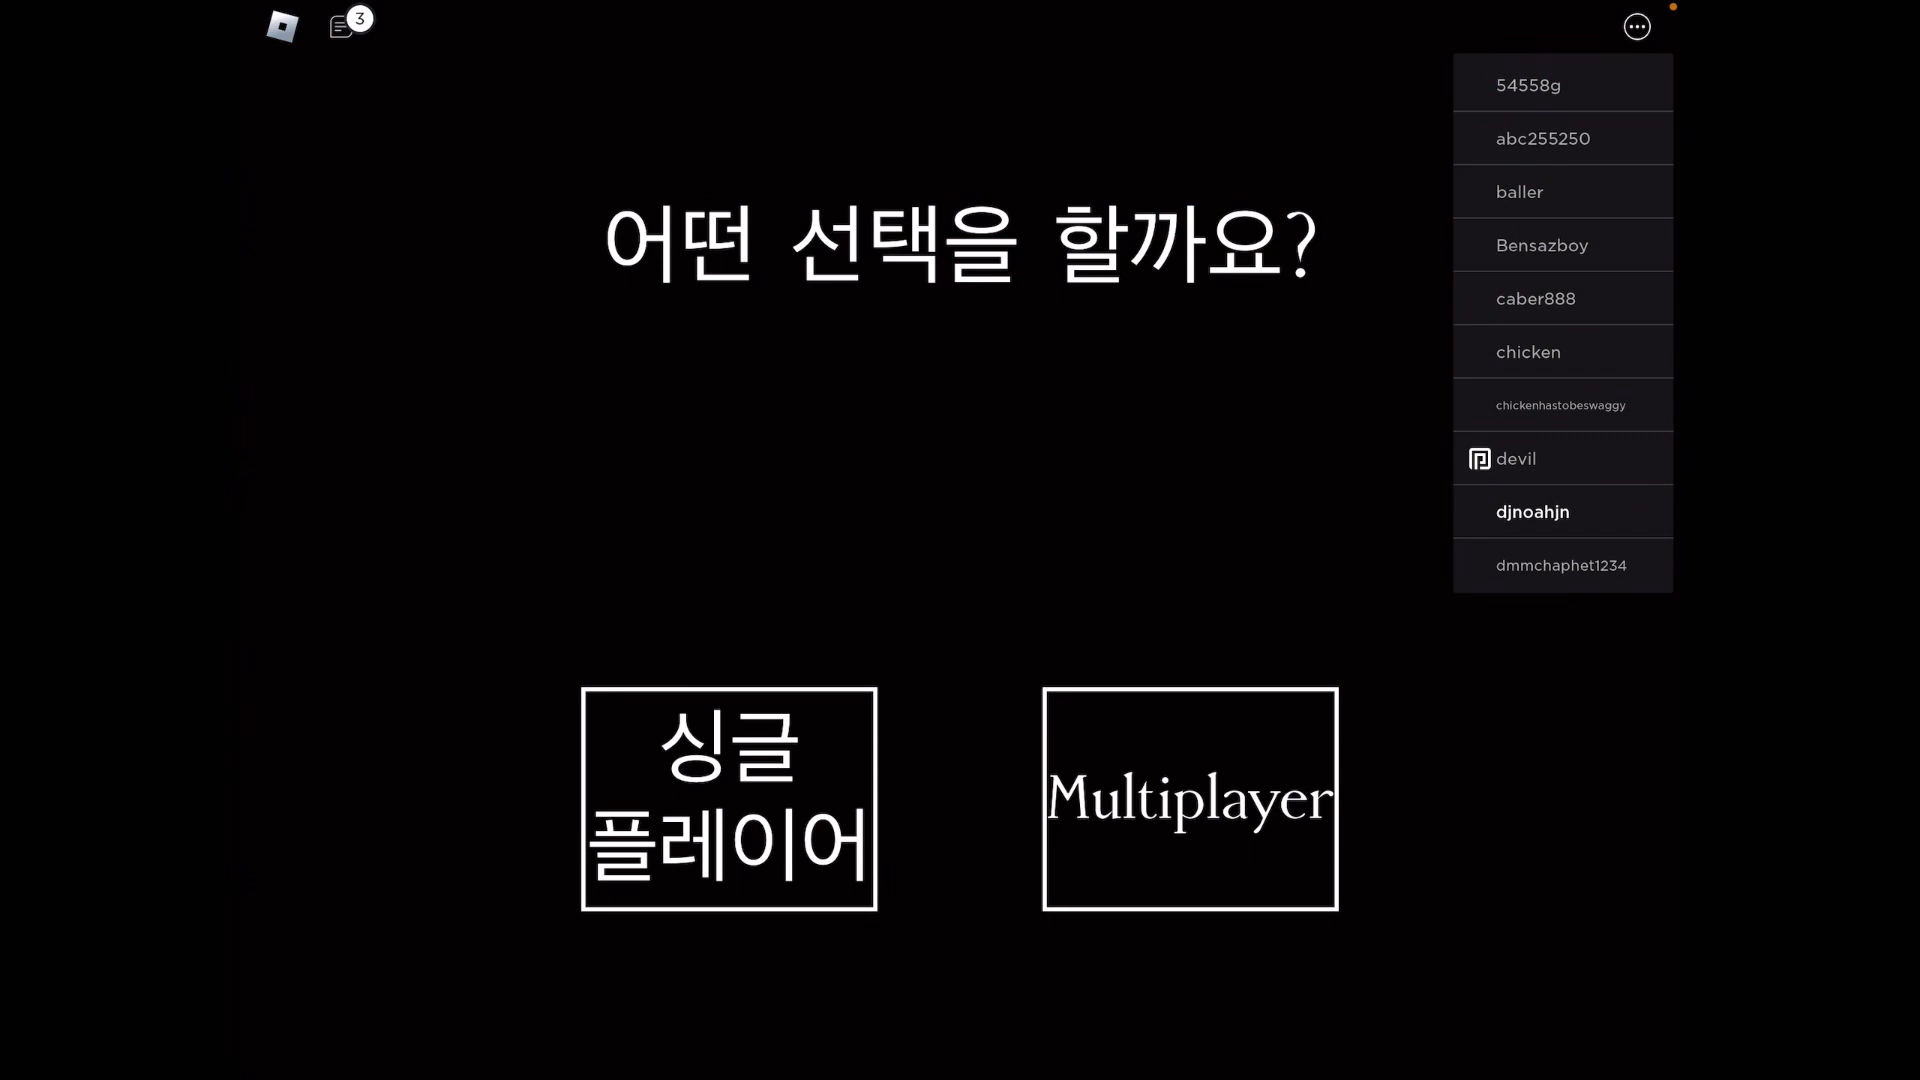 3
54558g
abc255250
baller
Bensazboy
caber888
chicken
chickenhastobeswaggy
devil
djnoahjn
dmmchaphet1234
어떤 선택을 할까요?
싱글
플레이어
Multiplayer